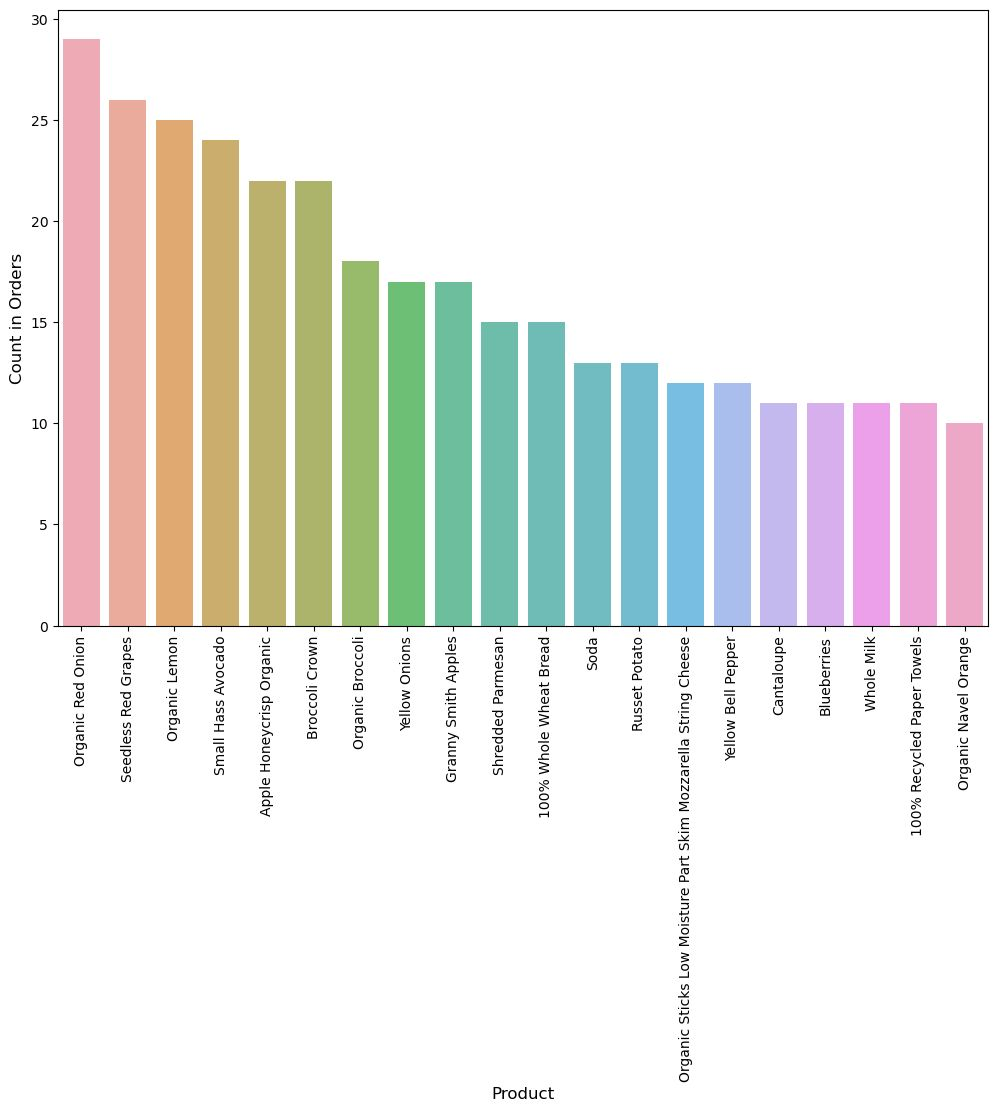 30
25
20
15
10
5
0
Count in Orders
Organic Red Onion
Seedless Red Grapes
Organic Lemon
Small Hass Avocado
Apple Honeycrisp Organic
Broccoli Crown
Organic Broccoli
Yellow Onions
Granny Smith Apples
Shredded Parmesan
100% Whole Wheat Bread
Soda
Russet Potato
Organic Sticks Low Moisture Part Skim Mozzarella String Cheese
Yellow Bell Pepper
Cantaloupe
Blueberries
Whole Milk
100% Recycled Paper Towels
Organic Navel Orange
Product